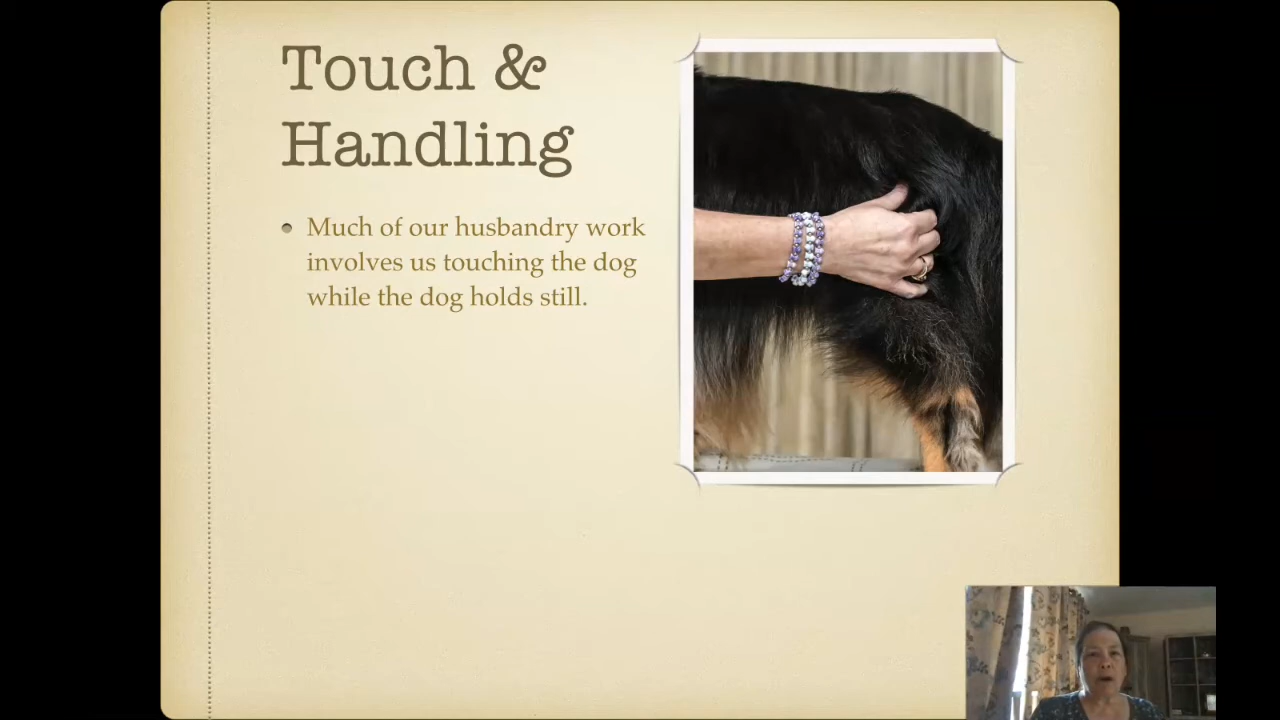 Touch &
Handling
• Much of our husbandry work
involves us touching the dog
while the dog holds still.